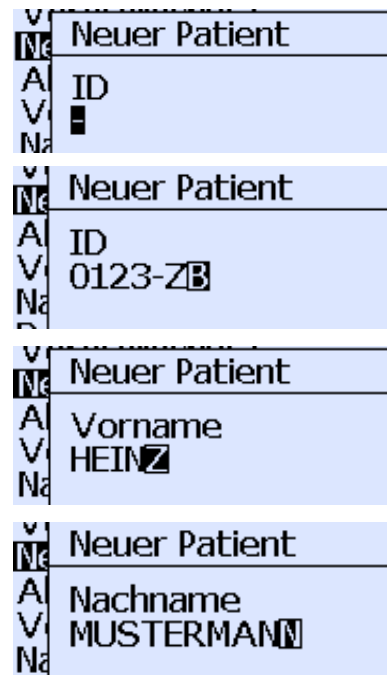 Neuer Patient
ID
-
Neuer Patient
ID
0123-ZB
Neuer Patient
Vorname
HEINZ
Neuer Patient
Nachname
MUSTERMANN